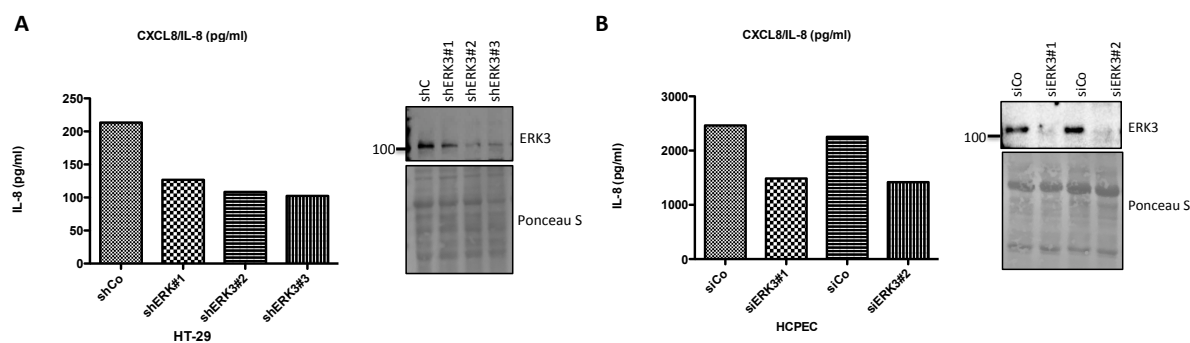 A
CXCL8/IL-8 (pg/ml)
IL-8 (pg/ml)
250
200
150
100
50
0
shCo
shERK#1
shERK3#2
shERK3#3
HT-29
shC
shERK3#1
shERK3#2
shERK3#3
100
ERK3
Ponceau S
B
CXCL8/IL-8 (pg/ml)
IL-8 (pg/ml)
3000
2500
2000
1000
0
siCo
siERK3#1
siCo
siERK3#2
HCPEC
siCo
siERK3#1
siCo
siERK3#2
100
ERK3
Ponceau S